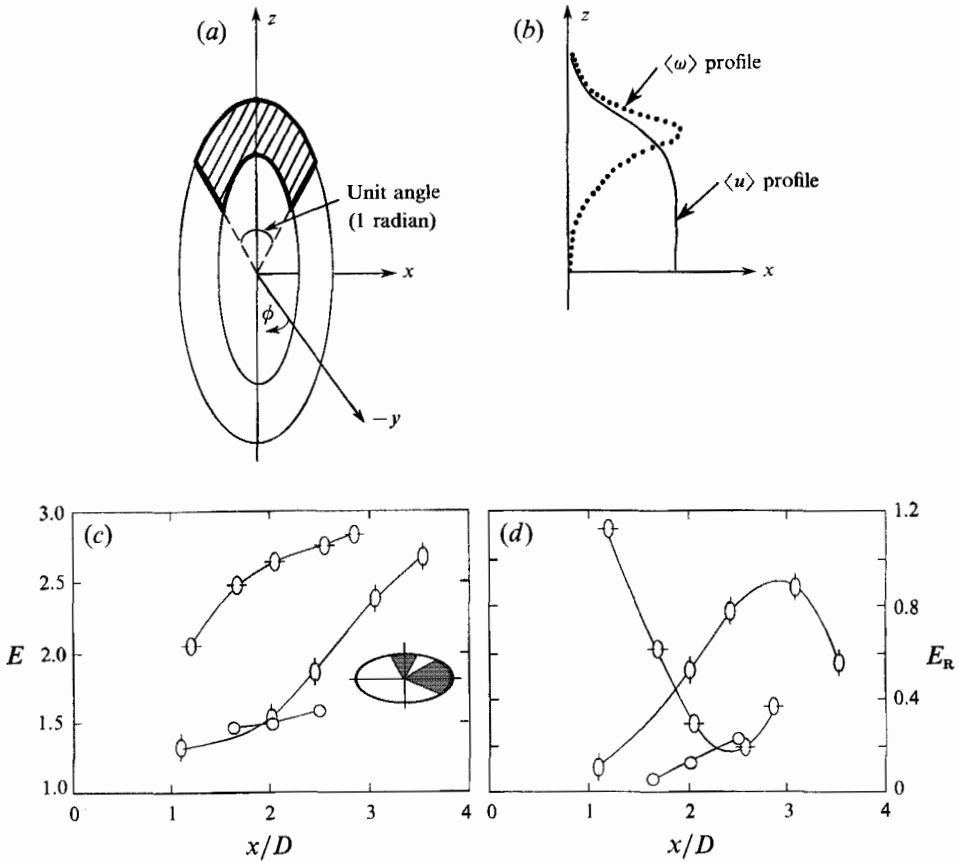 (a)
z
Unit angle
(1 radian)
x
ϕ
−y
(b)
z
⟨ω⟩ profile
⟨u⟩ profile
x
(c)
3.0
2.5
2.0
1.5
1.0
E
0
1
2
3
4
x/D
(d)
1.2
0.8
0.4
0
E_R
0
1
2
3
4
x/D